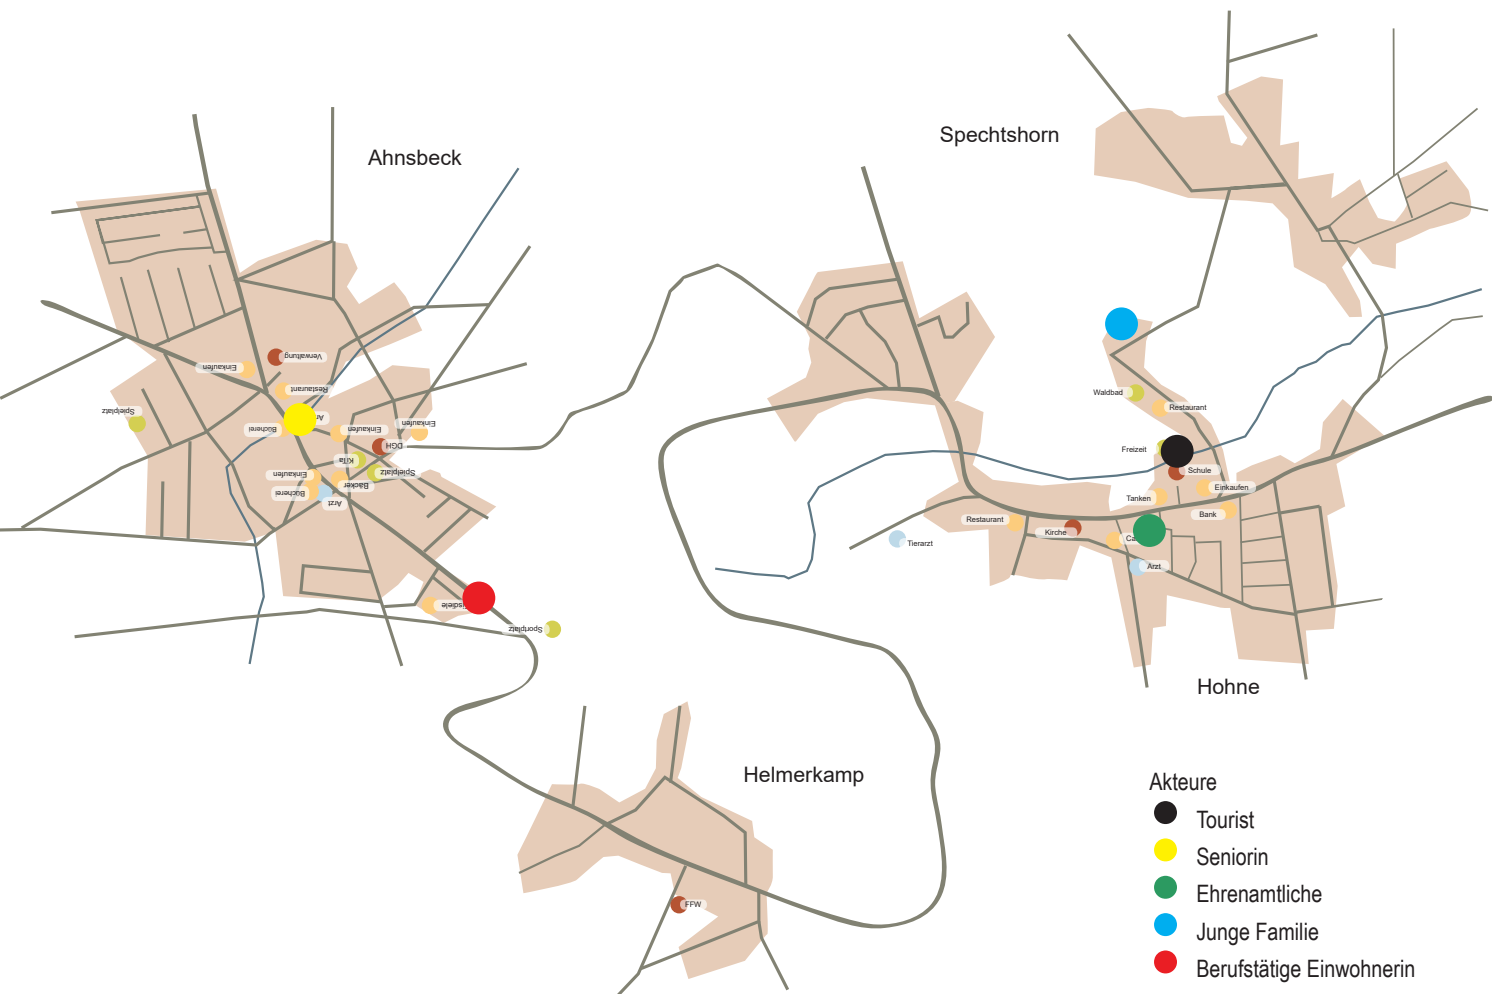 Ahnsbeck
Spechtshorn
Verwaltung
Einkaufen
Restaurant
Spielplatz
Bücherei
Einkaufen
Einkaufen
DGH
KiTa
Spielplatz
Einkaufen
Bäcker
Bücherei
Arzt
Sportplatz
Waldbad
Restaurant
Freizeit
Schule
Einkaufen
Tanken
Bank
Restaurant
Kirche
Tierarzt
Arzt
Hohne
Helmerkamp
FFW
Akteure
Tourist
Seniorin
Ehrenamtliche
Junge Familie
Berufstätige Einwohnerin